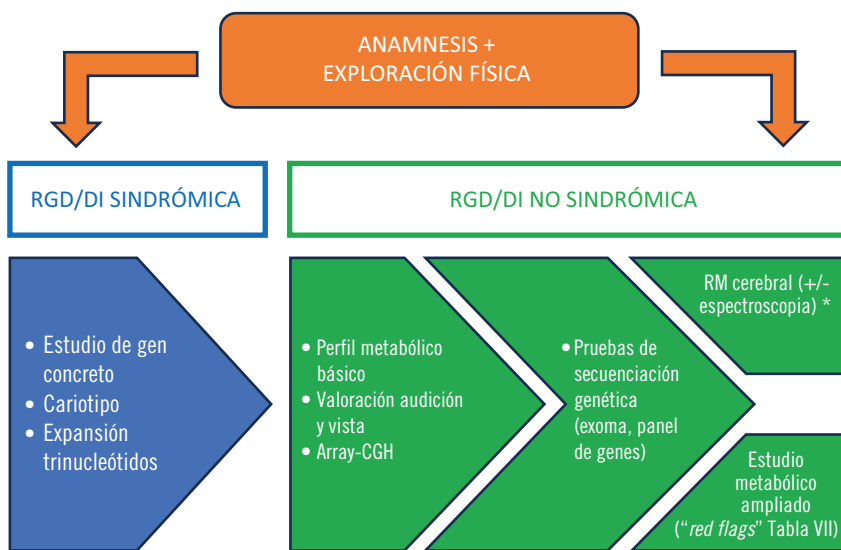 ANAMNESIS +
EXPLORACIÓN FÍSICA
RGD/DI SINDRÓMICA
RGD/DI NO SINDRÓMICA
• Estudio de gen
concreto
• Cariotipo
• Expansión
trinucleótidos
• Perfil metabólico
básico
• Valoración audición
y vista
• Array-CGH
• Pruebas de
secuenciación
genética
(exoma, panel
de genes)
RM cerebral (+/-
espectroscopia) *
Estudio
metabólico
ampliado
(“red flags” Tabla VII)